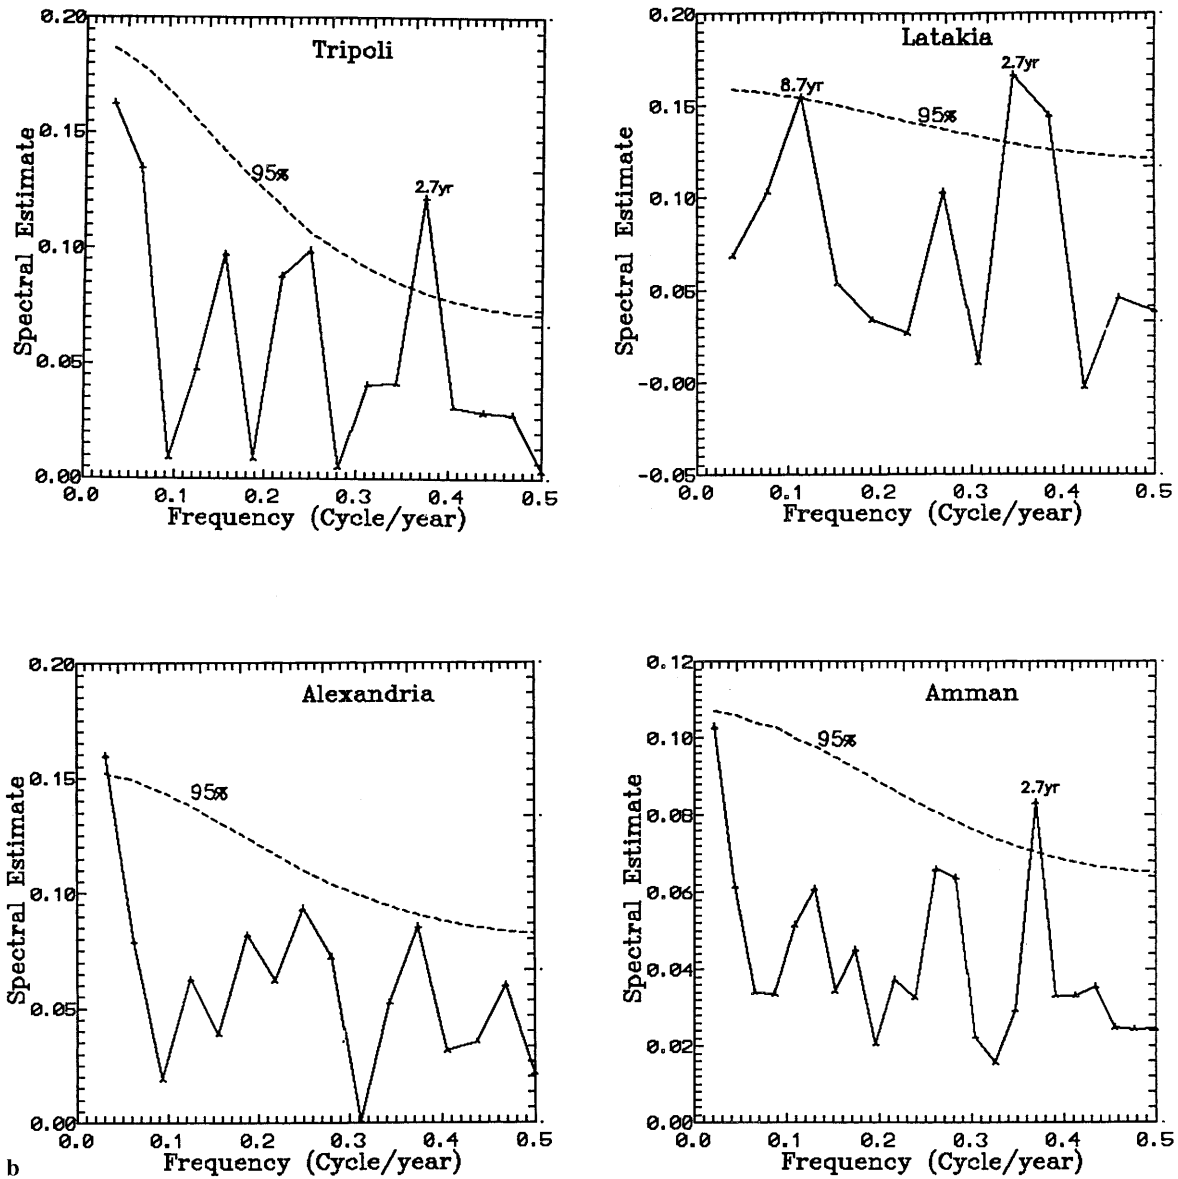 Tripoli
0.20
0.15
0.10
0.05
0.00
Spectral Estimate
95%
2.7yr
0.0 0.1 0.2 0.3 0.4 0.5
Frequency (Cycle/year)
Latakia
0.20
0.15
0.10
0.05
-0.00
-0.05
Spectral Estimate
8.7yr
95%
2.7yr
0.0 0.1 0.2 0.3 0.4 0.5
Frequency (Cycle/year)
Alexandria
0.20
0.15
0.10
0.05
0.00
Spectral Estimate
95%
0.0 0.1 0.2 0.3 0.4 0.5
Frequency (Cycle/year)
Amman
0.12
0.10
0.08
0.06
0.04
0.02
0.00
Spectral Estimate
95%
2.7yr
0.0 0.1 0.2 0.3 0.4 0.5
Frequency (Cycle/year)
b